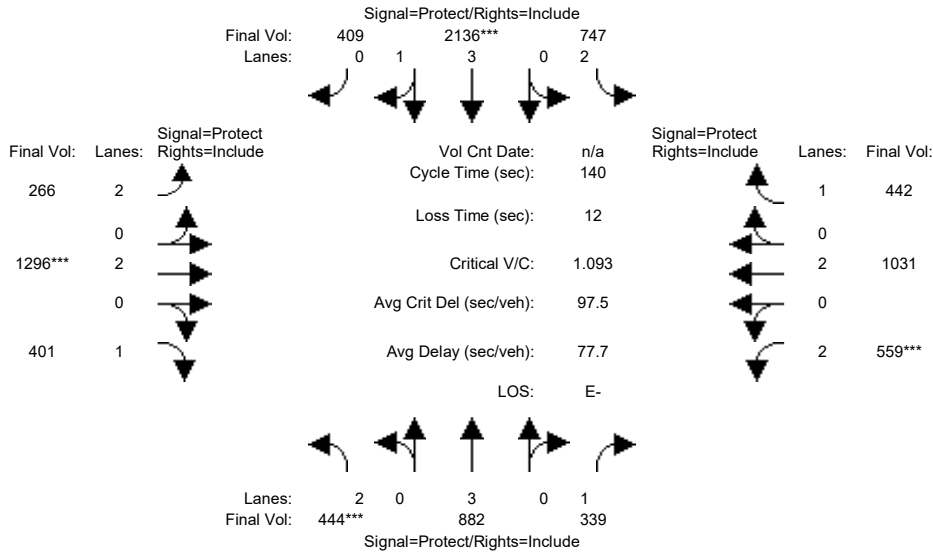 Signal=Protect/Rights=Include
Final Vol: 409 2136*** 747
Lanes: 0 1 3 0 2
Signal=Protect Signal=Protect
Final Vol: Lanes: Rights=Include Vol Cnt Date: n/a Rights=Include Lanes: Final Vol:
Cycle Time (sec): 140
266 2 1 442
Loss Time (sec): 12
0 0
1296*** 2 Critical V/C: 1.093 2 1031
0 Avg Crit Del (sec/veh): 97.5 0
401 1 Avg Delay (sec/veh): 77.7 2 559***
LOS: E-
Lanes: 2 0 3 0 1
Final Vol: 444*** 882 339
Signal=Protect/Rights=Include